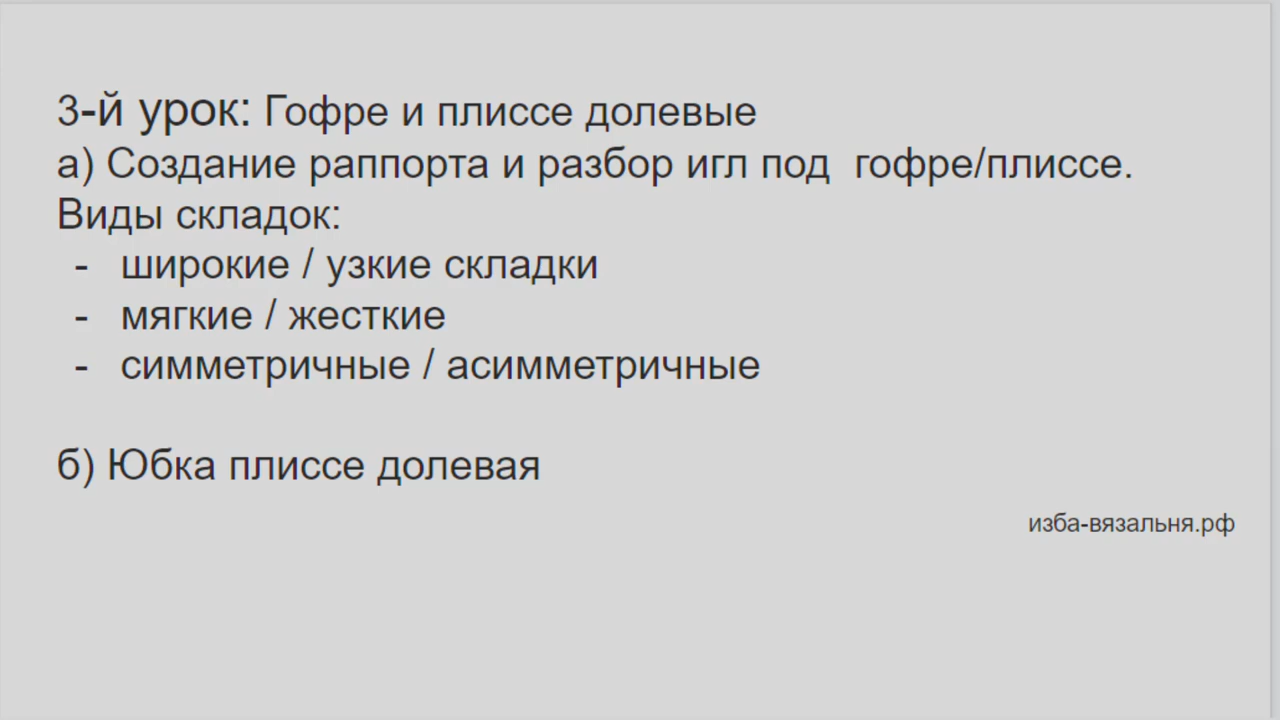 3-й урок: Гофре и плиссе долевые
а) Создание раппорта и разбор игл под  гофре/плиссе.
Виды складок:
- широкие / узкие складки
- мягкие / жесткие
- симметричные / асимметричные
б) Юбка плиссе долевая
изба-вязальня.рф